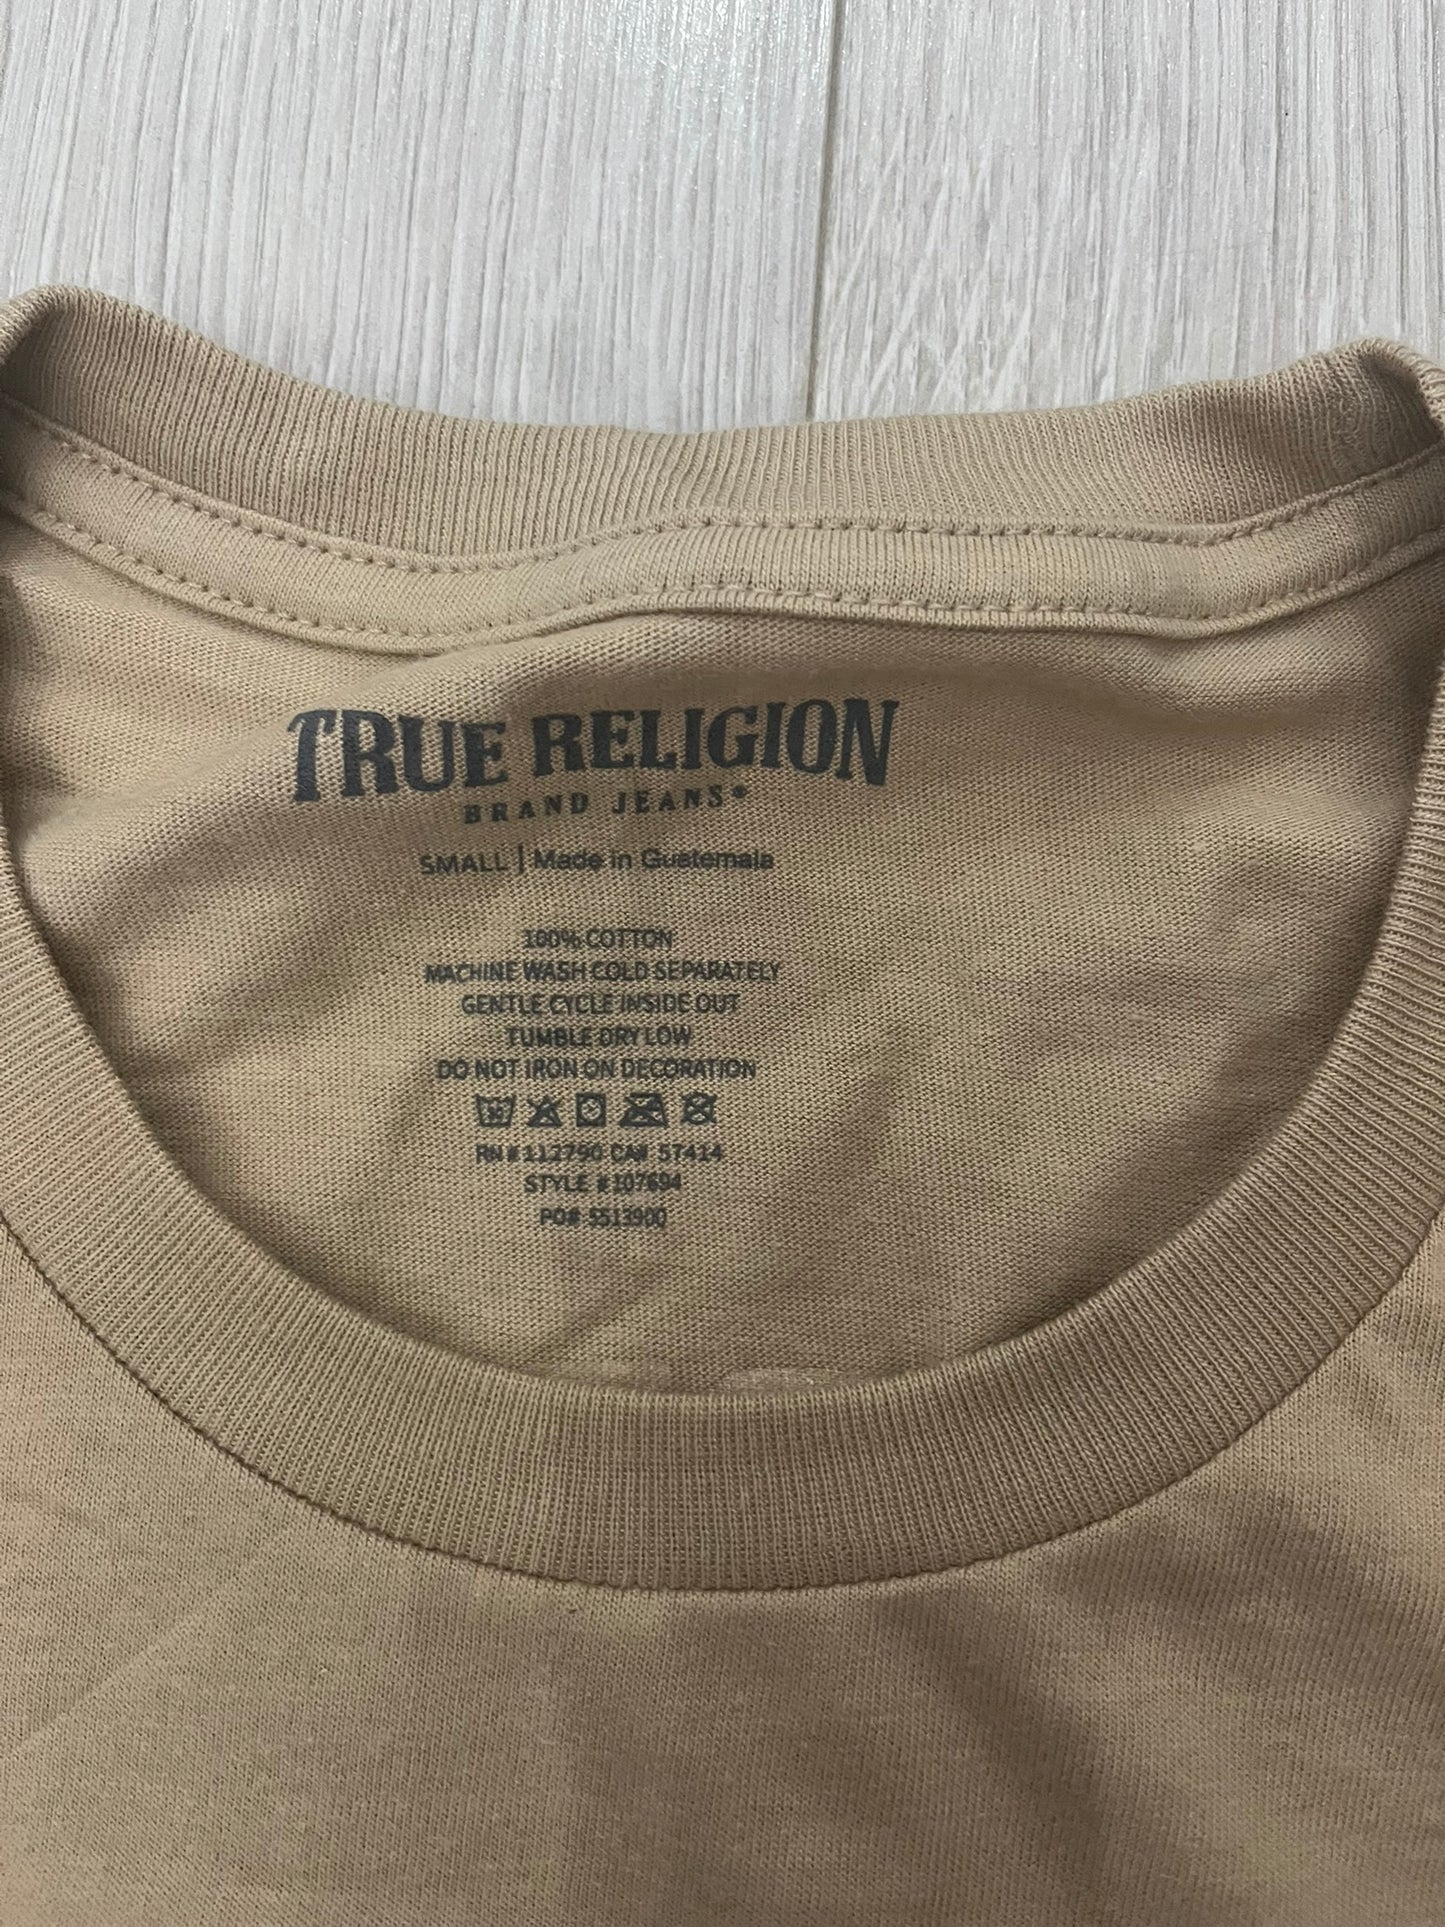 TRUE RELIGION
BRAND JEANS®
SMALL | Made in Guatemala
100% COTTON
MACHINE WASH COLD SEPARATELY
GENTLE CYCLE INSIDE OUT
TUMBLE DRY LOW
DO NOT IRON ON DECORATION
RN# 112790 CA# 57414
STYLE #107694
PO# 5513900